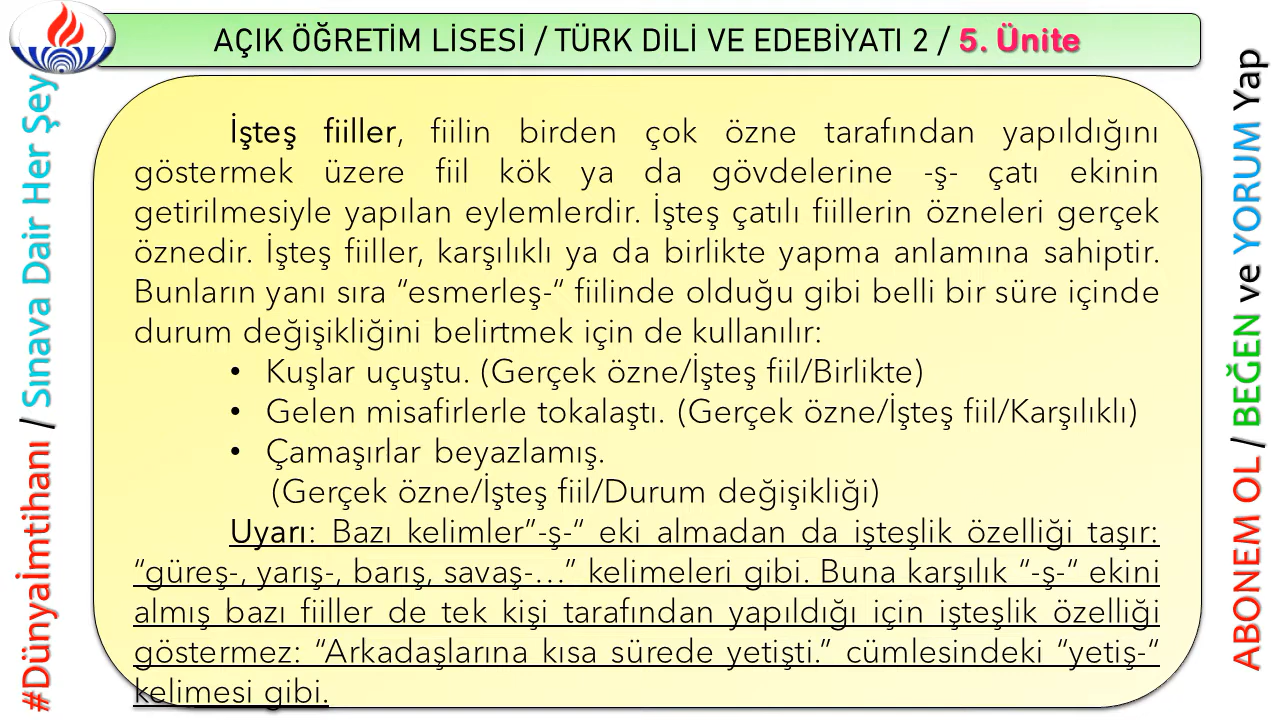 AÇIK ÖĞRETİM LİSESİ / TÜRK DİLİ VE EDEBİYATI 2 / 5. Ünite
#Dünyaİmtihanı / Sınava Dair Her Şey
İşteş fiiller, fiilin birden çok özne tarafından yapıldığını
göstermek üzere fiil kök ya da gövdelerine -ş- çatı ekinin
getirilmesiyle yapılan eylemlerdir. İşteş çatılı fiillerin özneleri gerçek
öznedir. İşteş fiiller, karşılıklı ya da birlikte yapma anlamına sahiptir.
Bunların yanı sıra “esmerleş-“ fiilinde olduğu gibi belli bir süre içinde
durum değişikliğini belirtmek için de kullanılır:
• Kuşlar uçuştu. (Gerçek özne/İşteş fiil/Birlikte)
• Gelen misafirlerle tokalaştı. (Gerçek özne/İşteş fiil/Karşılıklı)
• Çamaşırlar beyazlamış.
(Gerçek özne/İşteş fiil/Durum değişikliği)
Uyarı: Bazı kelimler”-ş-“ eki almadan da işteşlik özelliği taşır:
“güreş-, yarış-, barış, savaş-…” kelimeleri gibi. Buna karşılık “-ş-“ ekini
almış bazı fiiller de tek kişi tarafından yapıldığı için işteşlik özelliği
göstermez: “Arkadaşlarına kısa sürede yetişti.” cümlesindeki “yetiş-“
kelimesi gibi.
ABONEM OL / BEĞEN ve YORUM Yap